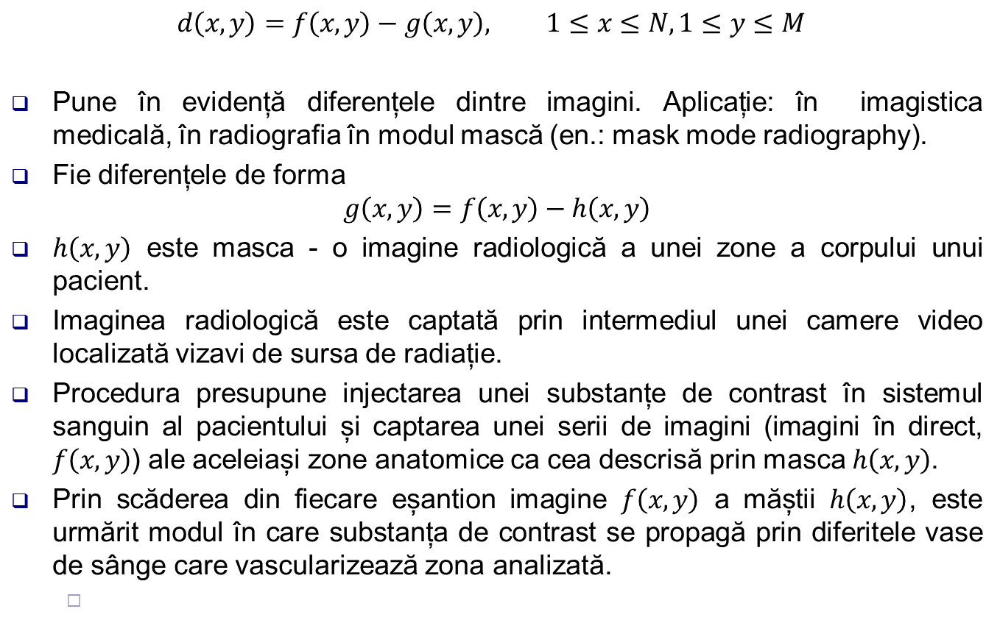 d(x, y) = f(x, y) − g(x, y), 1 ≤ x ≤ N, 1 ≤ y ≤ M
❑ Pune în evidență diferențele dintre imagini. Aplicație: în imagistica
medicală, în radiografia în modul mască (en.: mask mode radiography).
❑ Fie diferențele de forma
g(x, y) = f(x, y) − h(x, y)
❑ h(x, y) este masca - o imagine radiologică a unei zone a corpului unui
pacient.
❑ Imaginea radiologică este captată prin intermediul unei camere video
localizată vizavi de sursa de radiație.
❑ Procedura presupune injectarea unei substanțe de contrast în sistemul
sanguin al pacientului și captarea unei serii de imagini (imagini în direct,
f(x, y)) ale aceleiași zone anatomice ca cea descrisă prin masca h(x, y).
❑ Prin scăderea din fiecare eșantion imagine f(x, y) a măștii h(x, y), este
urmărit modul în care substanța de contrast se propagă prin diferitele vase
de sânge care vascularizează zona analizată.